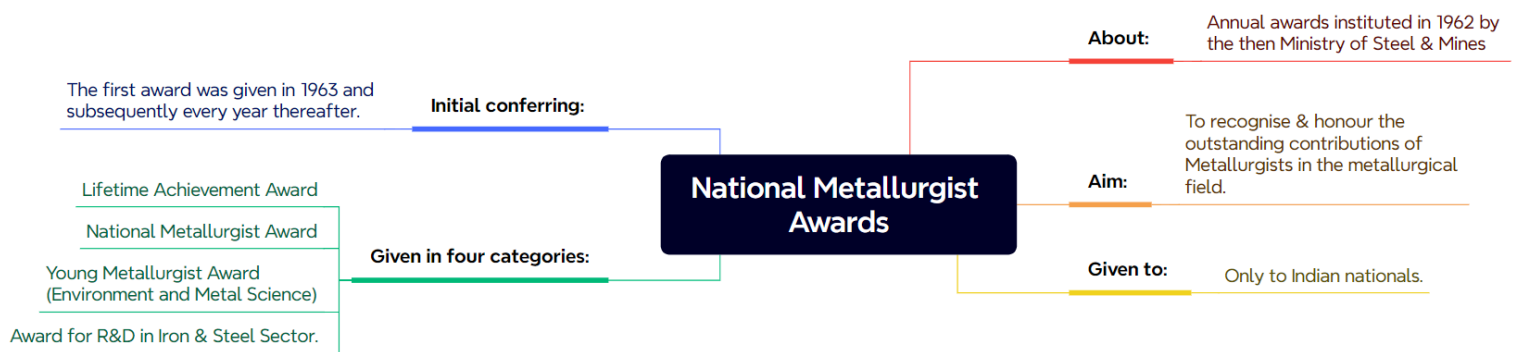 National Metallurgist
Awards
About:
Annual awards instituted in 1962 by
the then Ministry of Steel & Mines
Aim:
To recognise & honour the
outstanding contributions of
Metallurgists in the metallurgical
field.
Given to:
Only to Indian nationals.
Initial conferring:
The first award was given in 1963 and
subsequently every year thereafter.
Given in four categories:
Lifetime Achievement Award
National Metallurgist Award
Young Metallurgist Award
(Environment and Metal Science)
Award for R&D in Iron & Steel Sector.